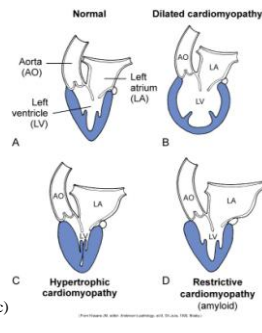 Normal
Dilated cardiomyopathy
Aorta
(AO)
Left
atrium
(LA)
Left
ventricle
(LV)
A
AO
LA
LV
B
AO
LA
LV
C
Hypertrophic
cardiomyopathy
AO
LA
LV
D
Restrictive
cardiomyopathy
(amyloid)
c)